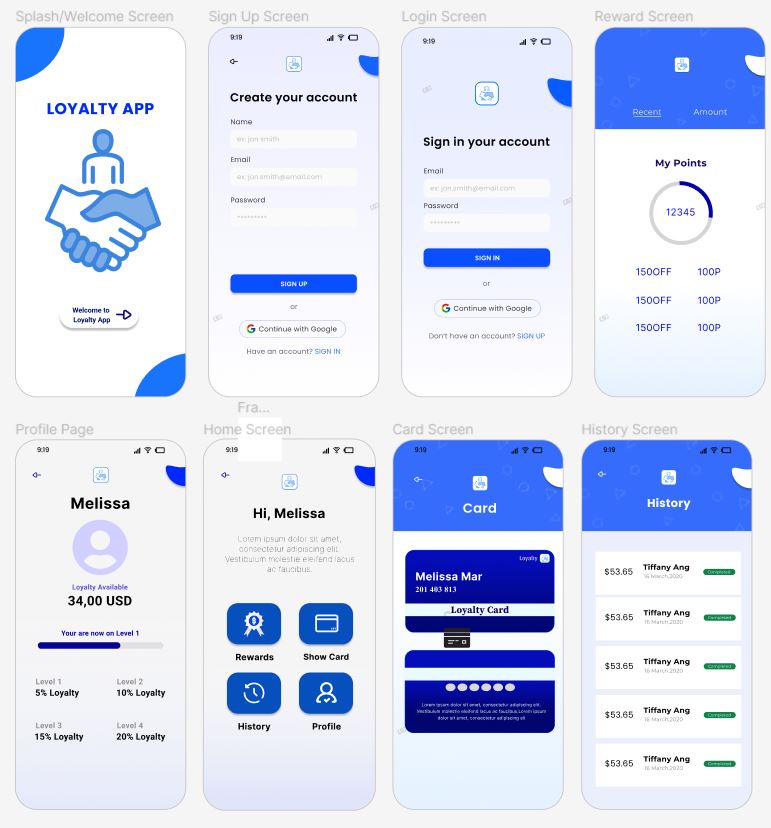 Splash/Welcome Screen
LOYALTY APP
Welcome to
Loyalty App
Sign Up Screen
9:19
Create your account
Name
ex: jon smith
Email
ex: jon.smith@email.com
Password
*********
SIGN UP
or
Continue with Google
Have an account? SIGN IN
Login Screen
9:19
Sign in your account
Email
ex: jon.smith@email.com
Password
*********
SIGN IN
or
Continue with Google
Don't have an account? SIGN UP
Reward Screen
Recent Amount
My Points
12345
150OFF 100P
150OFF 100P
150OFF 100P
Profile Page
9:19
Melissa
Loyalty Available
34,00 USD
Your are now on Level 1
Level 1 Level 2
5% Loyalty 10% Loyalty
Level 3 Level 4
15% Loyalty 20% Loyalty
Fra...
Home Screen
9:19
Hi, Melissa
Lorem ipsum dolor sit amet,
consectetur adipiscing elit.
Vestibulum molestie eleifend lacus
ac faucibus.
Rewards Show Card
History Profile
Card Screen
9:19
Card
Loyalty
Melissa Mar
201 403 813
Loyalty Card
Lorem ipsum dolor sit amet, consectetur adipiscing elit.
Vestibulum molestie eleifend lacus ac faucibus.Lorem ipsum
dolor sit amet, consectetur adipiscing eli
History Screen
9:19
History
$53.65 Tiffany Ang Completed
16 March,2020
$53.65 Tiffany Ang Completed
16 March,2020
$53.65 Tiffany Ang Completed
16 March,2020
$53.65 Tiffany Ang Completed
16 March,2020
$53.65 Tiffany Ang Completed
16 March,2020